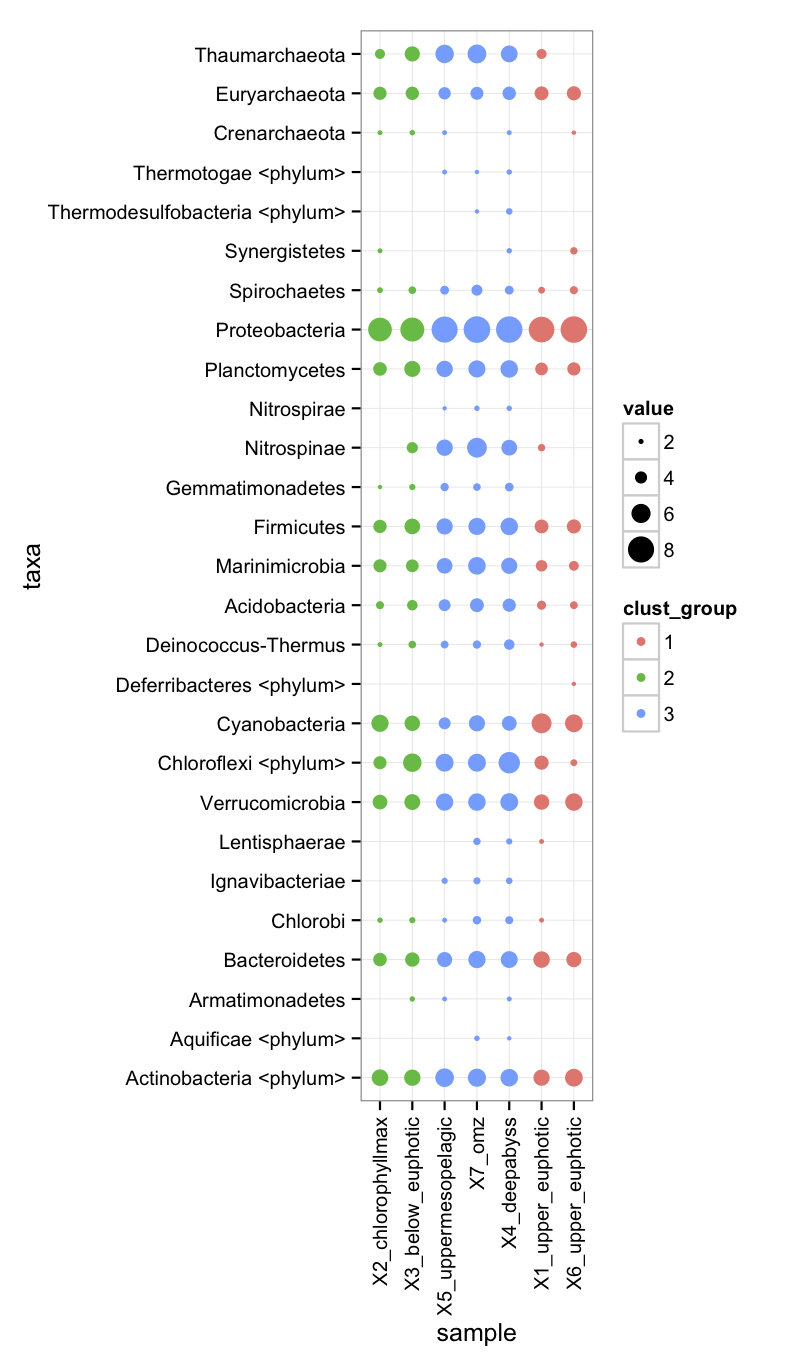 Thaumarchaeota
Euryarchaeota
Crenarchaeota
Thermotogae <phylum>
Thermodesulfobacteria <phylum>
Synergistetes
Spirochaetes
Proteobacteria
Planctomycetes
Nitrospirae
Nitrospinae
Gemmatimonadetes
Firmicutes
Marinimicrobia
Acidobacteria
Deinococcus-Thermus
Deferribacteres <phylum>
Cyanobacteria
Chloroflexi <phylum>
Verrucomicrobia
Lentisphaerae
Ignavibacteriae
Chlorobi
Bacteroidetes
Armatimonadetes
Aquificae <phylum>
Actinobacteria <phylum>
taxa
X2_chlorophyllmax
X3_below_euphotic
X5_uppermesopelagic
X7_omz
X4_deepabyss
X1_upper_euphotic
X6_upper_euphotic
sample
value
2
4
6
8
clust_group
1
2
3